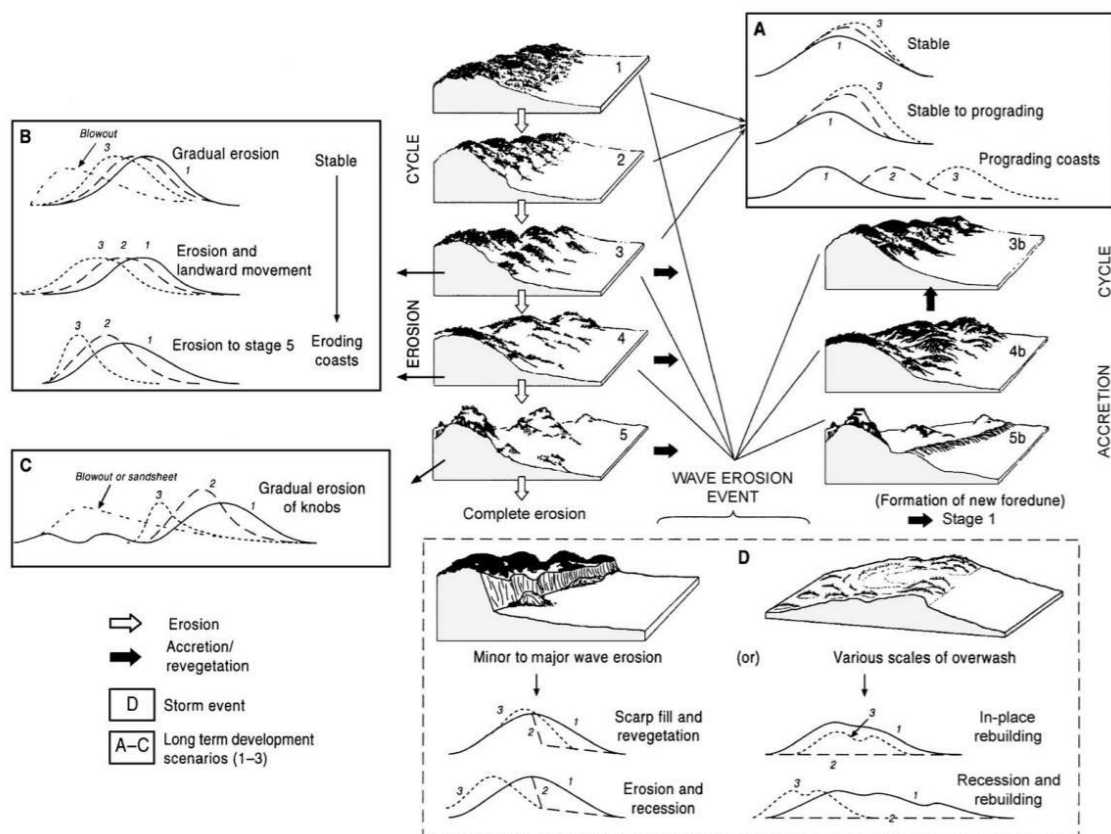 A
3
1
Stable
3
1
Stable to prograding
Prograding coasts
1
2
3
B
Blowout
3
Gradual erosion
1
Stable
3
2
1
Erosion and
landward movement
3
2
1
Erosion to stage 5
Eroding
coasts
CYCLE
EROSION
1
2
3
4
5
Complete erosion
WAVE EROSION
EVENT
3b
4b
5b
CYCLE
ACCRETION
(Formation of new foredune)
Stage 1
C
Blowout or sandsheet
3
2
1
Gradual erosion
of knobs
Erosion
Accretion/
revegetation
D
Storm event
A–C
Long term development
scenarios (1–3)
D
Minor to major wave erosion
(or)
Various scales of overwash
3
1
2
Scarp fill and
revegetation
3
1
2
In-place
rebuilding
3
1
2
Erosion and
recession
3
1
2
Recession and
rebuilding